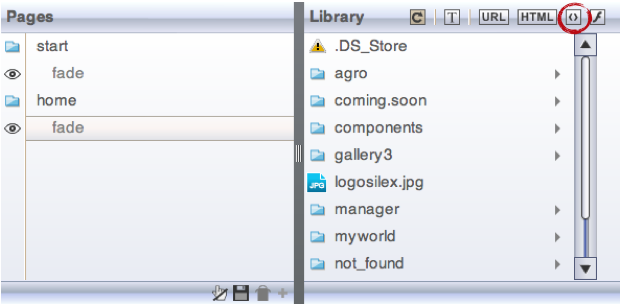 Pages
start
fade
home
fade
Library C T URL HTML <> f
.DS_Store
agro
coming.soon
components
gallery3
JPG logosilex.jpg
manager
myworld
not_found